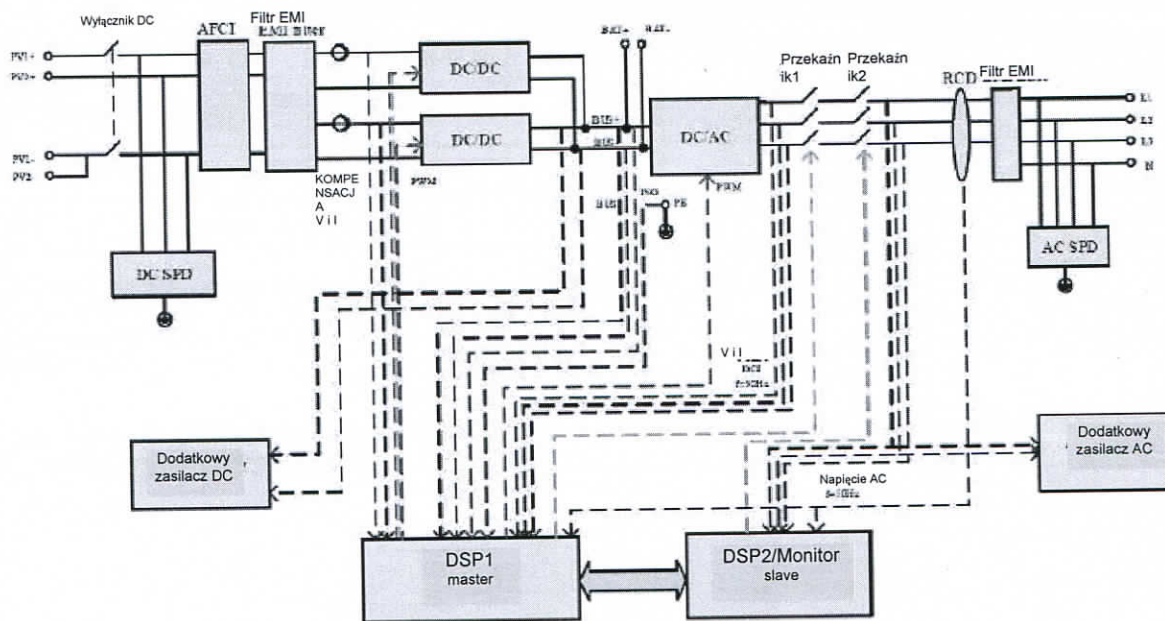 Wyłącznik DC
AFCI
Filtr EMI
EMI filter
PV1+
PV2+
PV1-
PV2
DC SPD
KOMPE
NSACJ
A
V i I
DC/DC
DC/DC
PWM
BAT+
BAT-
BUS+
BUS
BUS
ISO
PE
DC/AC
PWM
Przekaźn
ik1
Przekaźn
ik2
RCD
Filtr EMI
L1
L2
L3
N
AC SPD
V i I
DCI
Dodatkowy
zasilacz DC
Dodatkowy
zasilacz AC
Napięcie AC
DSP1
master
DSP2/Monitor
slave